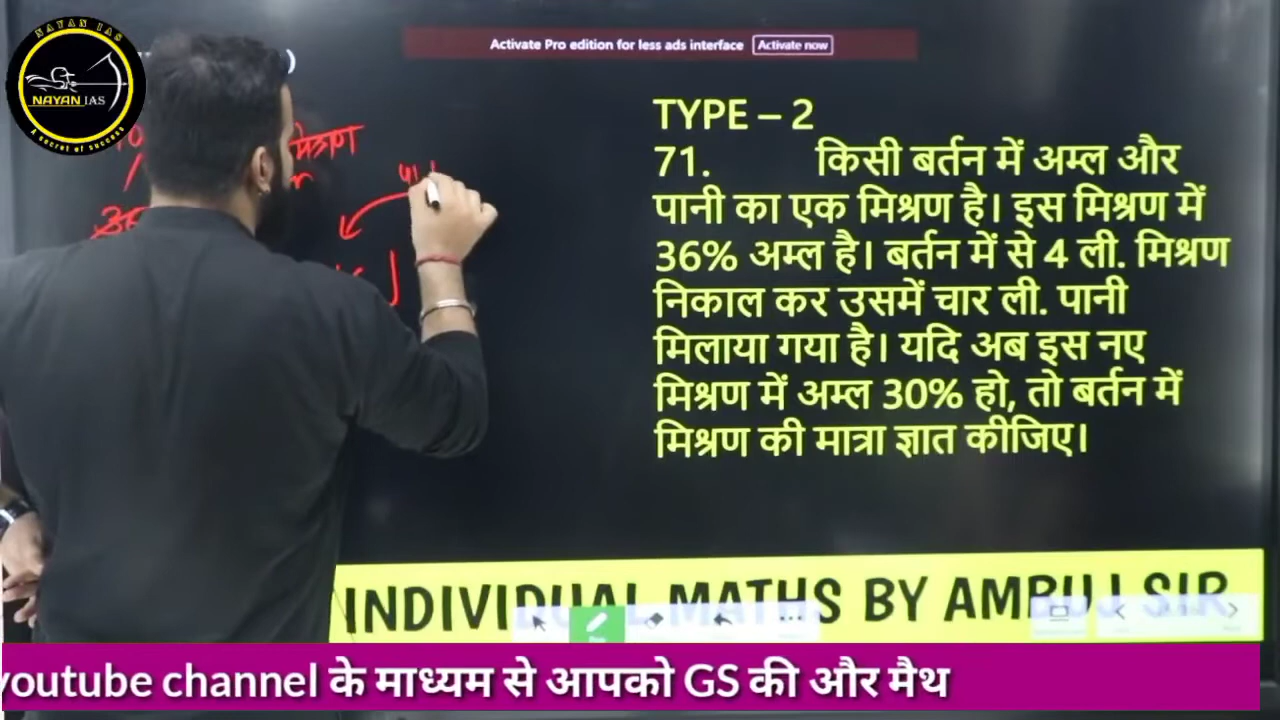 NAYAN IAS
NAYAN IAS
A secret of success
Activate Pro edition for less ads interface Activate now
TYPE – 2
71. किसी बर्तन में अम्ल और
पानी का एक मिश्रण है। इस मिश्रण में
36% अम्ल है। बर्तन में से 4 ली. मिश्रण
निकाल कर उसमें चार ली. पानी
मिलाया गया है। यदि अब इस नए
मिश्रण में अम्ल 30% हो, तो बर्तन में
मिश्रण की मात्रा ज्ञात कीजिए।
INDIVIDUAL MATHS BY AMBUJ SIR
youtube channel के माध्यम से आपको GS की और मैथ